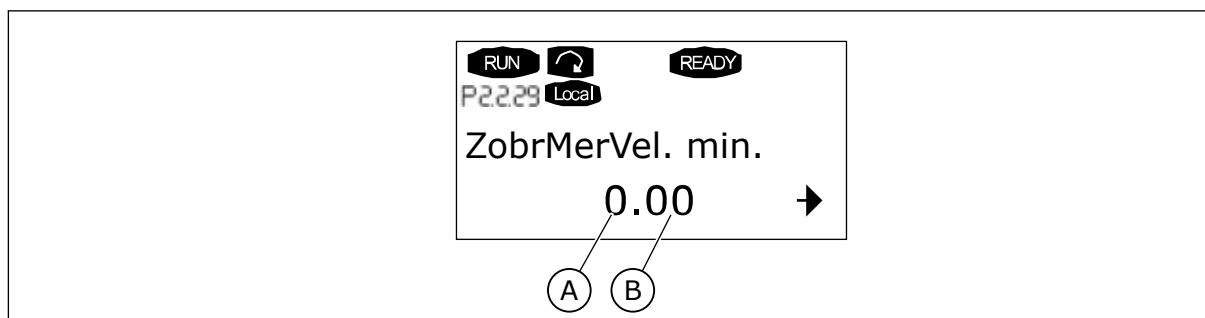 RUN READY
P2.2.29 Local
ZobrMerVel. min.
0.00
A B